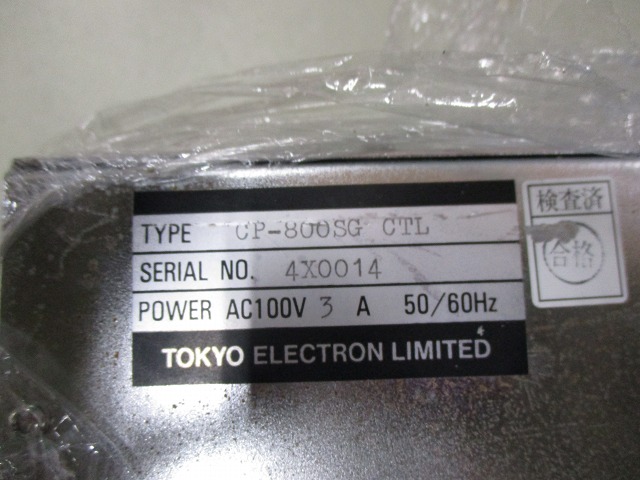 TYPE CP-800SG CTL
SERIAL NO. 4X0014
POWER AC100V 3 A 50/60Hz
TOKYO ELECTRON LIMITED
検査済
合格